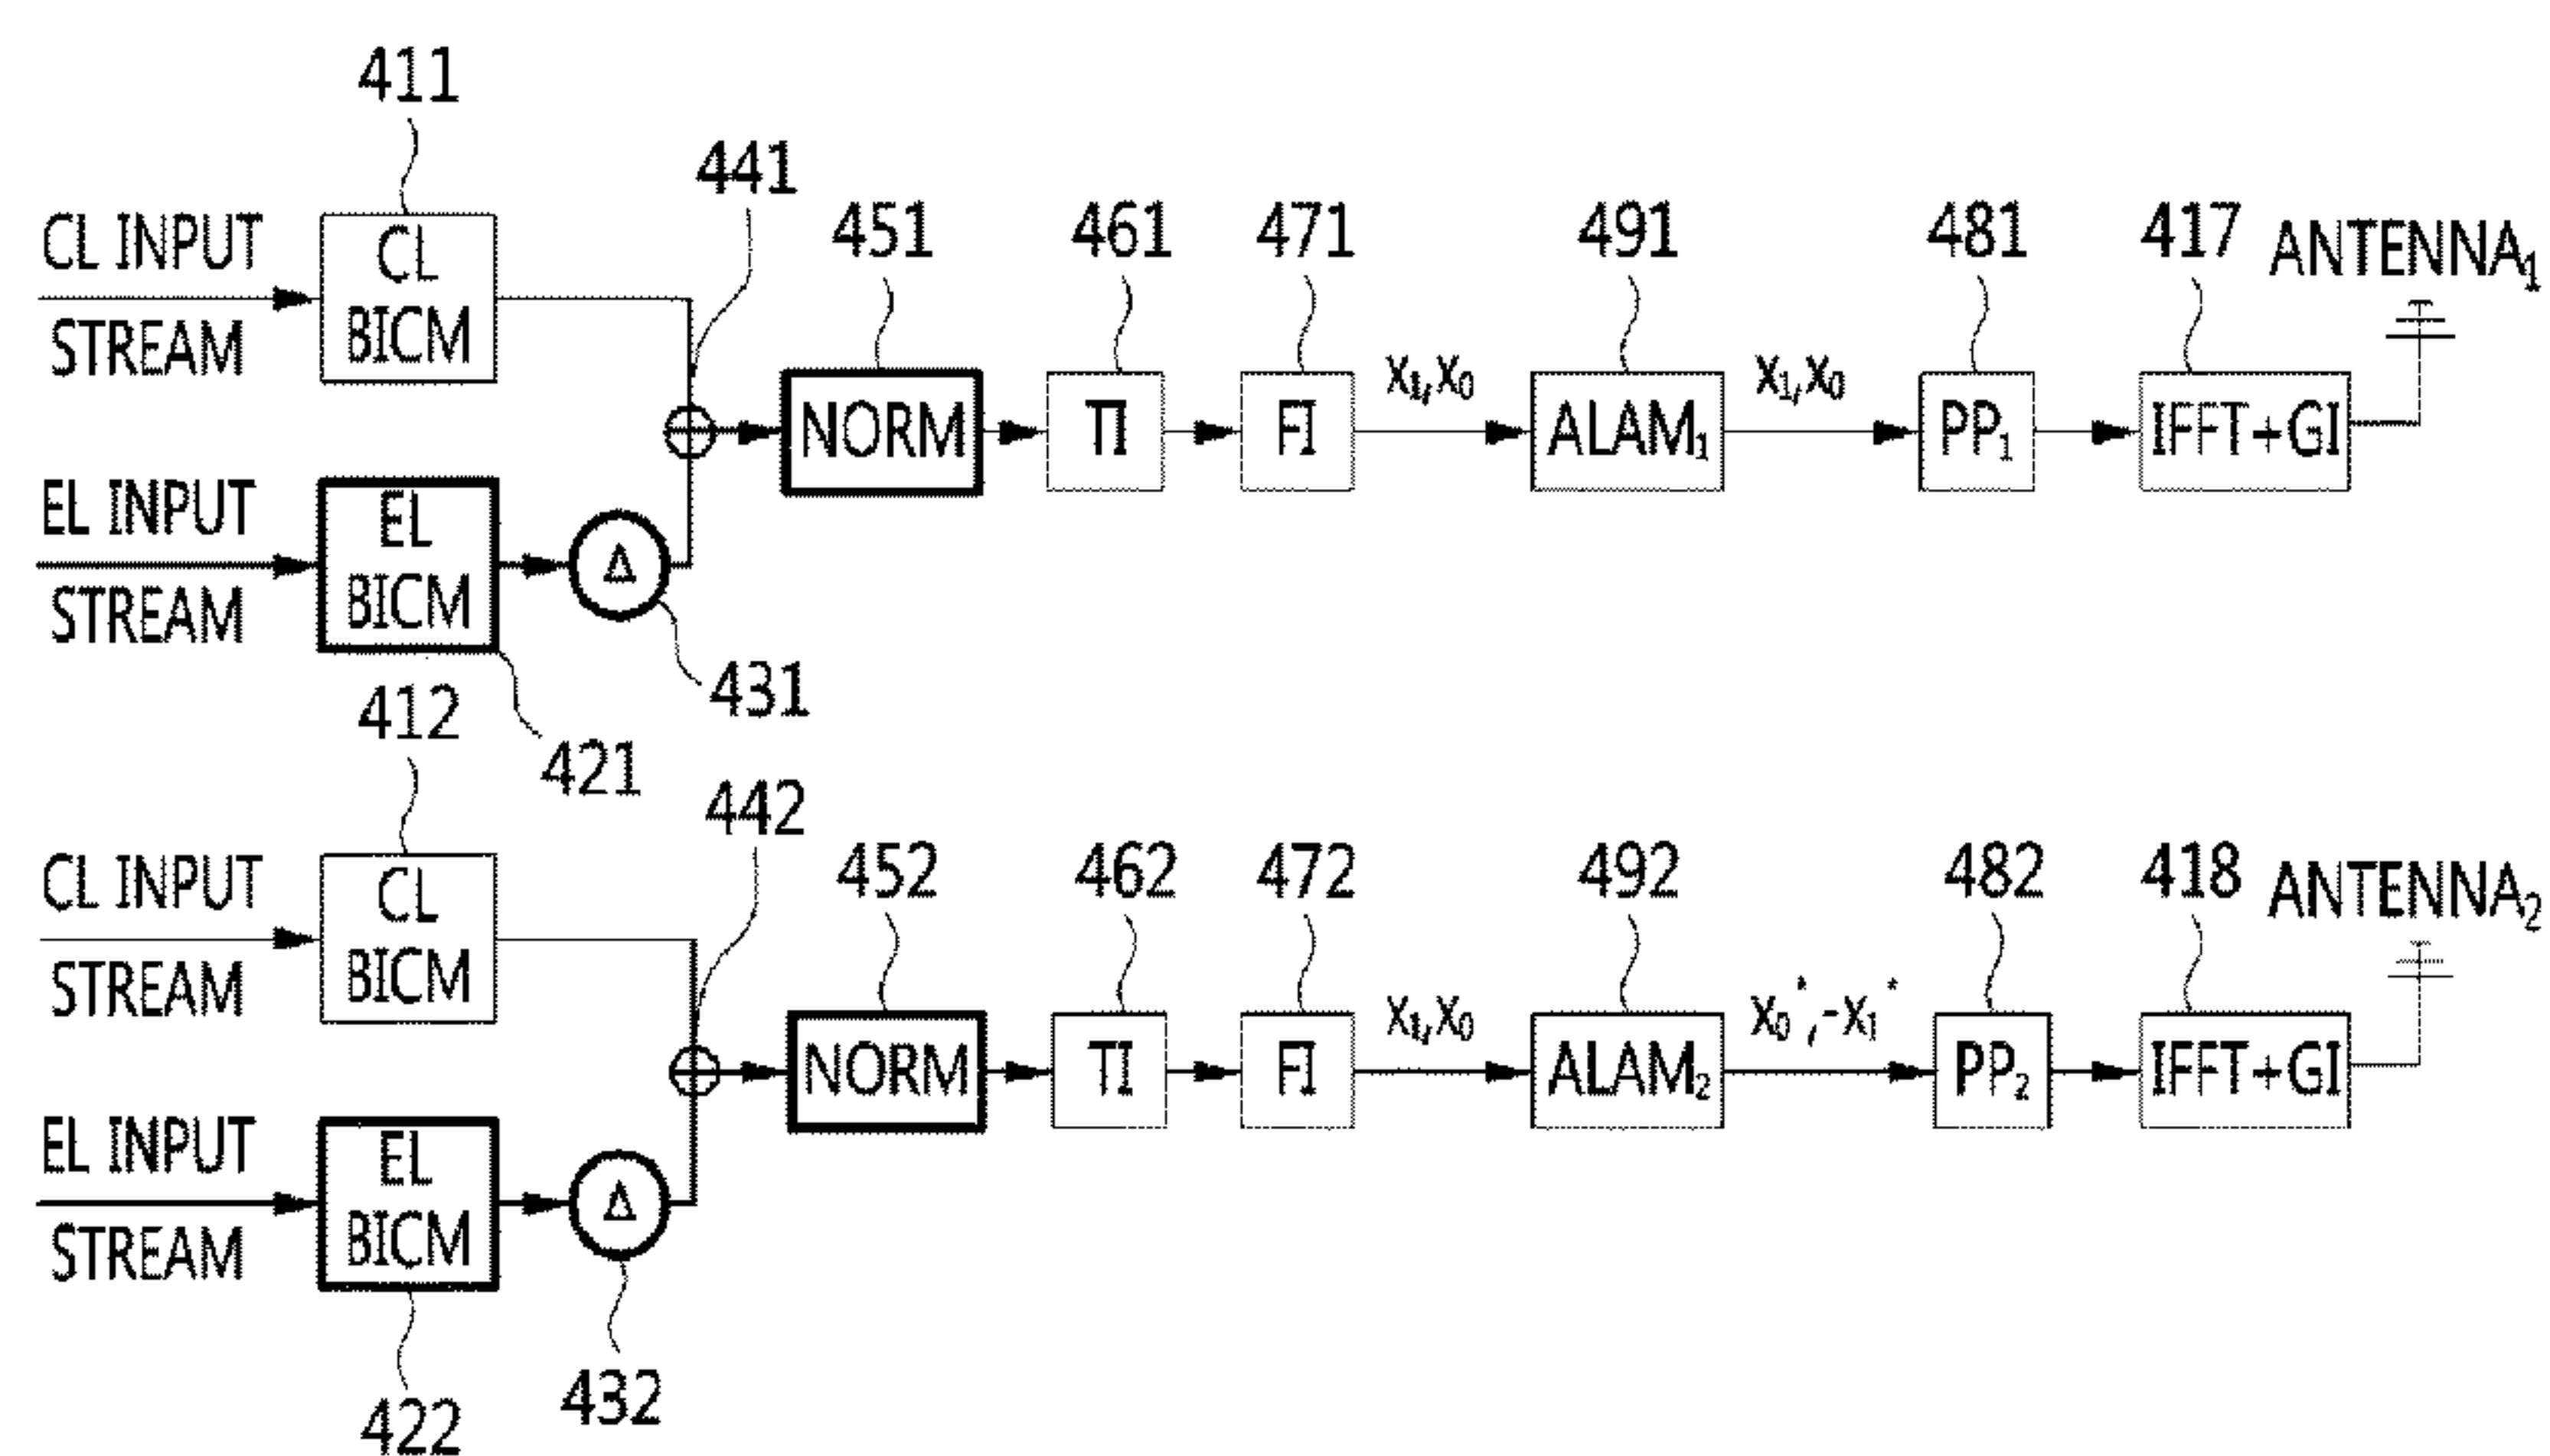 411
441
CL INPUT
STREAM
CL
BICM
451
461
471
491
481
417
ANTENNA1
NORM
TI
FI
X1, X0
ALAM1
X1, X0
PP1
IFFT+GI
EL INPUT
STREAM
EL
BICM
Δ
431
421
412
442
CL INPUT
STREAM
CL
BICM
452
462
472
492
482
418
ANTENNA2
NORM
TI
FI
X1, X0
ALAM2
X0*, -X1*
PP2
IFFT+GI
EL INPUT
STREAM
EL
BICM
Δ
432
422